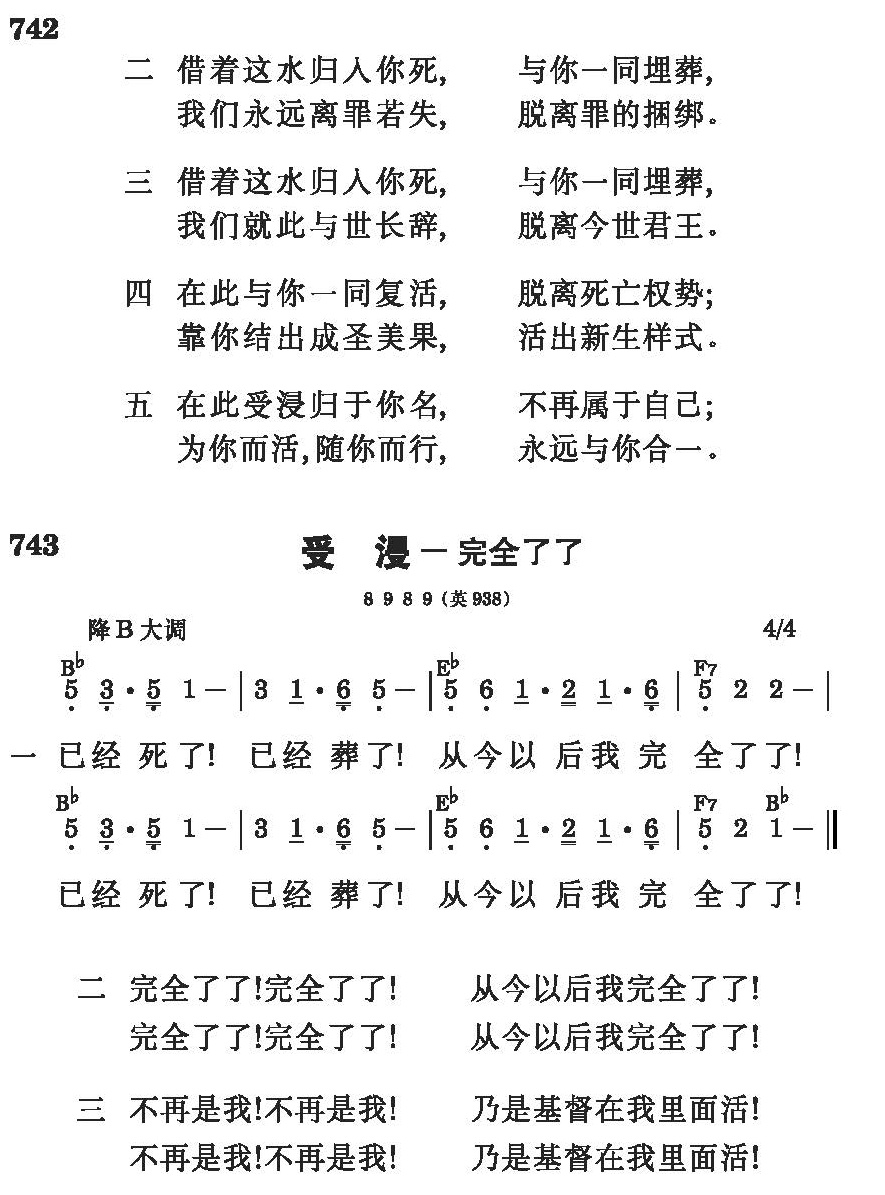 742
二 借着这水归入你死, 与你一同埋葬,
我们永远离罪若失, 脱离罪的捆绑。
三 借着这水归入你死, 与你一同埋葬,
我们就此与世长辞, 脱离今世君王。
四 在此与你一同复活, 脱离死亡权势;
靠你结出成圣美果, 活出新生样式。
五 在此受浸归于你名, 不再属于自己;
为你而活,随你而行, 永远与你合一。
743 受 浸－完全了了
8 9 8 9 (英938)
降B大调 4/4
B♭ E♭ F7
5̣ 3̣·5̣ 1－|3 1·6̣ 5̣－|5̣ 6̣ 1·2 1·6̣|5̣ 2 2－|
一 已经死了! 已经葬了! 从今以后我完全了了!
B♭ E♭ F7 B♭
5̣ 3̣·5̣ 1－|3 1·6̣ 5̣－|5̣ 6̣ 1·2 1·6̣|5̣ 2 1－‖
已经死了! 已经葬了! 从今以后我完全了了!
二 完全了了!完全了了! 从今以后我完全了了!
完全了了!完全了了! 从今以后我完全了了!
三 不再是我!不再是我! 乃是基督在我里面活!
不再是我!不再是我! 乃是基督在我里面活!